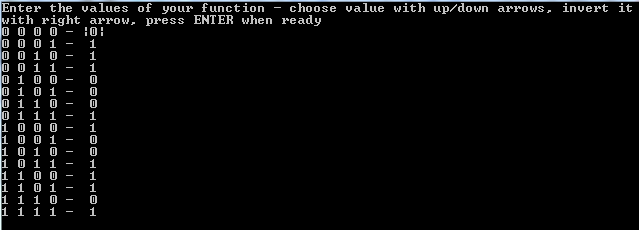 Enter the values of your function - choose value with up/down arrows, invert it
with right arrow, press ENTER when ready
0 0 0 0 - |0|
0 0 0 1 -  1
0 0 1 0 -  1
0 0 1 1 -  1
0 1 0 0 -  0
0 1 0 1 -  0
0 1 1 0 -  0
0 1 1 1 -  1
1 0 0 0 -  1
1 0 0 1 -  0
1 0 1 0 -  0
1 0 1 1 -  1
1 1 0 0 -  1
1 1 0 1 -  1
1 1 1 0 -  0
1 1 1 1 -  1